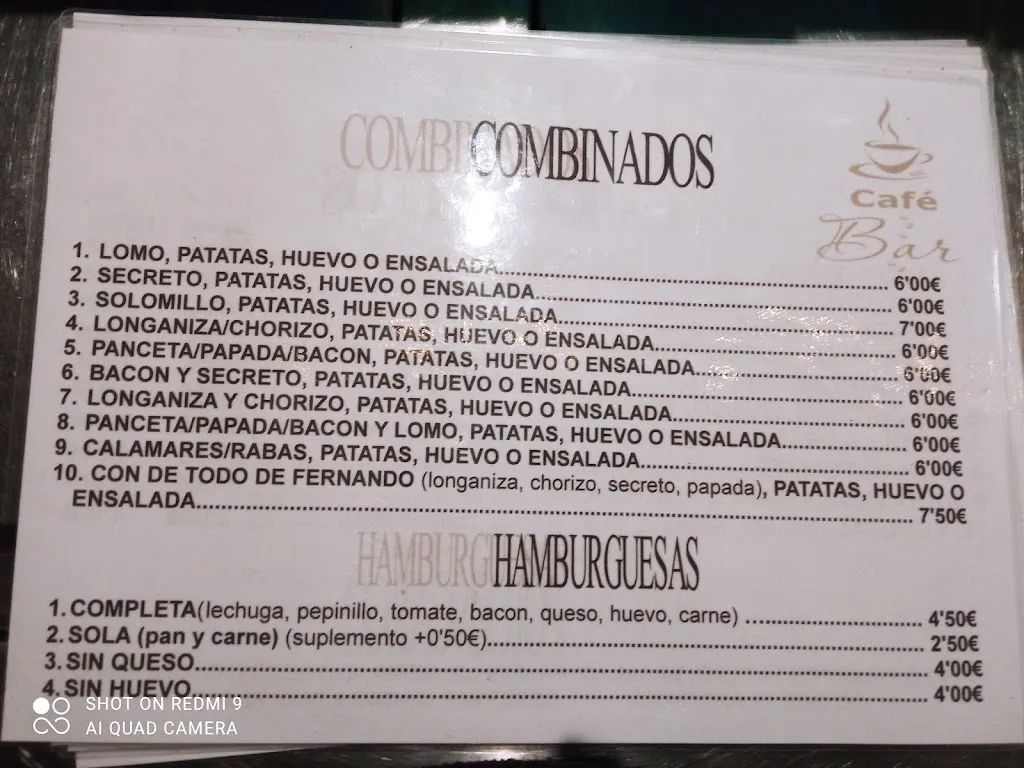 COMBI COMBINADOS
Café
Bar
1. LOMO, PATATAS, HUEVO O ENSALADA 6'00€
2. SECRETO, PATATAS, HUEVO O ENSALADA 6'00€
3. SOLOMILLO, PATATAS, HUEVO O ENSALADA 7'00€
4. LONGANIZA/CHORIZO, PATATAS, HUEVO O ENSALADA 6'00€
5. PANCETA/PAPADA/BACON, PATATAS, HUEVO O ENSALADA 6'00€
6. BACON Y SECRETO, PATATAS, HUEVO O ENSALADA 6'00€
7. LONGANIZA Y CHORIZO, PATATAS, HUEVO O ENSALADA 6'00€
8. PANCETA/PAPADA/BACON Y LOMO, PATATAS, HUEVO O ENSALADA 6'00€
9. CALAMARES/RABAS, PATATAS, HUEVO O ENSALADA 6'00€
10. CON DE TODO DE FERNANDO (longaniza, chorizo, secreto, papada), PATATAS, HUEVO O
ENSALADA 7'50€
HAMBURG HAMBURGUESAS
1. COMPLETA(lechuga, pepinillo, tomate, bacon, queso, huevo, carne) 4'50€
2. SOLA (pan y carne) (suplemento +0'50€) 2'50€
3. SIN QUESO 4'00€
4. SIN HUEVO 4'00€
SHOT ON REDMI 9
AI QUAD CAMERA